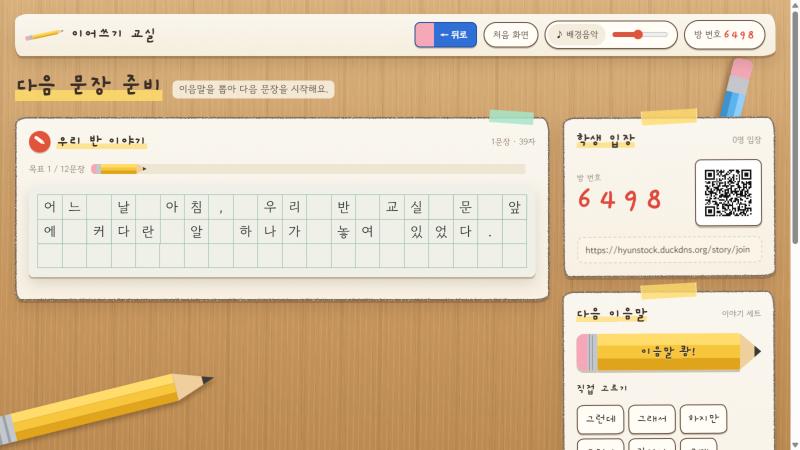 이어쓰기 교실
← 뒤로
처음 화면
♪ 배경음악
방 번호 6498
다음 문장 준비
이음말을 뽑아 다음 문장을 시작해요.
우리 반 이야기
1문장 · 39자
목표 1 / 12문장
어느 날 아침, 우리 반 교실 문 앞
에 커다란 알 하나가 놓여 있었다.
학생 입장
0명 입장
방 번호
6498
https://hyunstock.duckdns.org/story/join
다음 이음말
이야기 세트
이음말 쾅!
직접 고르기
그런데
그래서
하지만